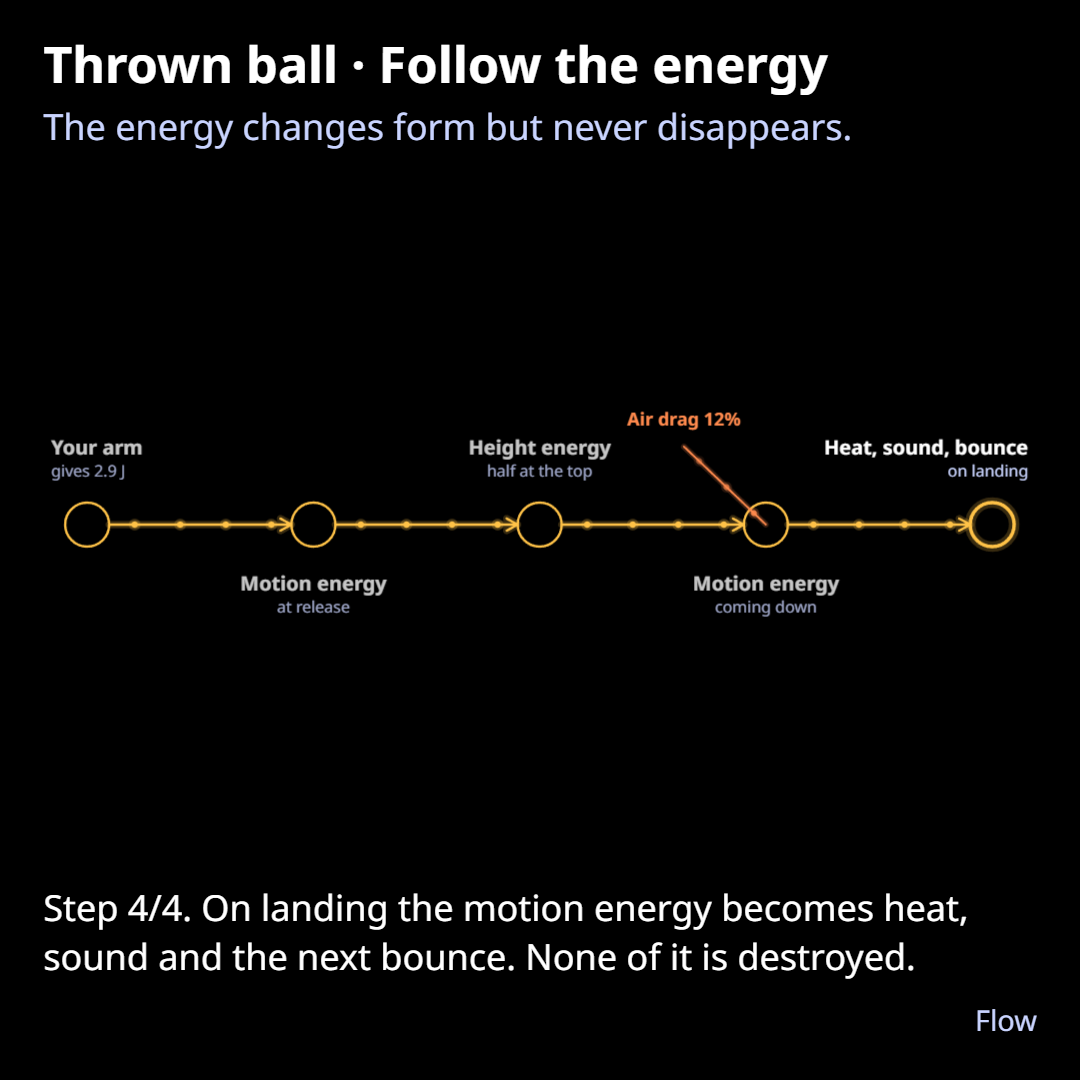 Thrown ball · Follow the energy
The energy changes form but never disappears.
Air drag 12%
Your arm
gives 2.9 J
Height energy
half at the top
Heat, sound, bounce
on landing
Motion energy
at release
Motion energy
coming down
Step 4/4. On landing the motion energy becomes heat,
sound and the next bounce. None of it is destroyed.
Flow